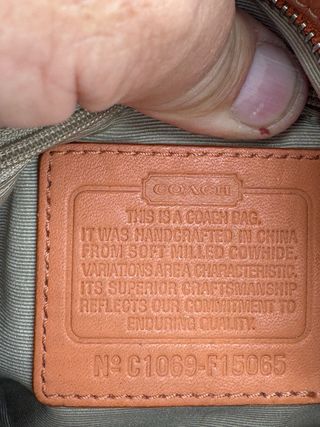 COACH
THIS IS A COACH BAG.
IT WAS HANDCRAFTED IN CHINA
FROM SOFT MILLED COWHIDE.
VARIATIONS ARE A CHARACTERISTIC.
ITS SUPERIOR CRAFTSMANSHIP
REFLECTS OUR COMMITMENT TO
ENDURING QUALITY.
Nº C1069-F15065